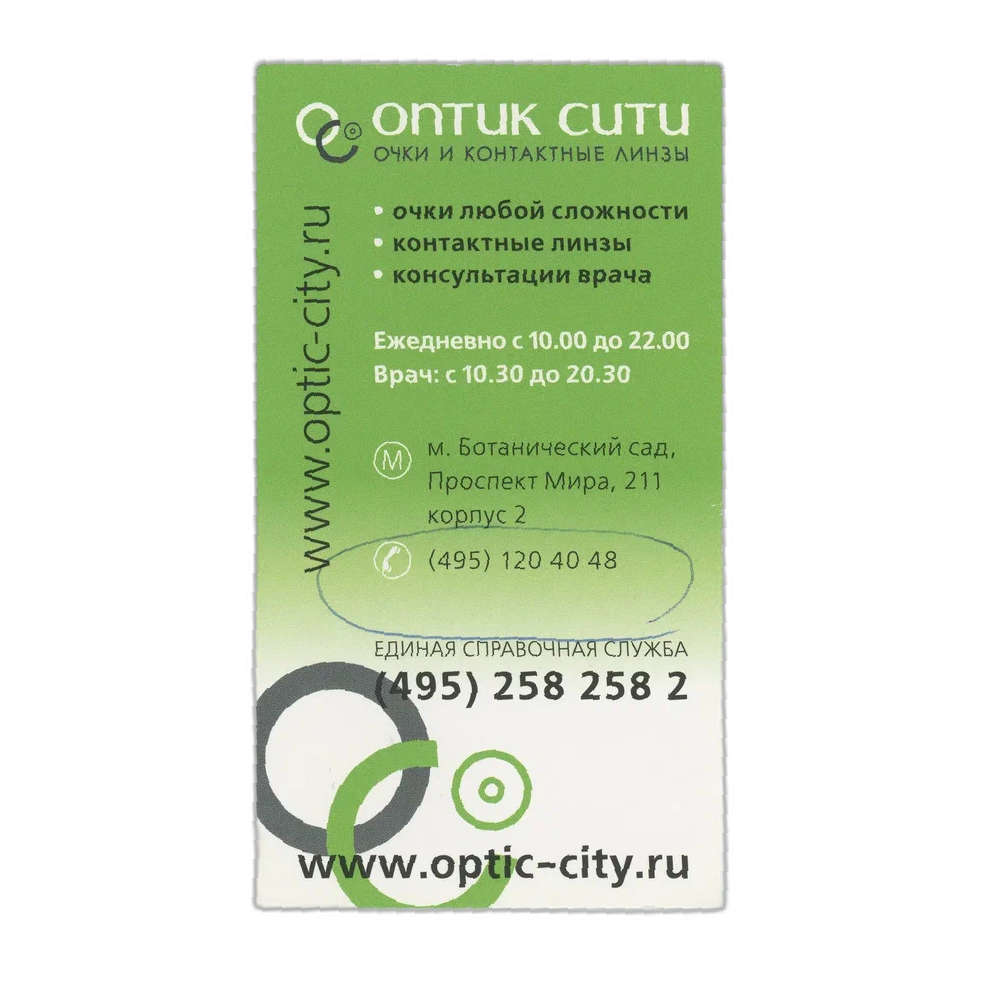 ОПТИК СИТИ
ОЧКИ И КОНТАКТНЫЕ ЛИНЗЫ
www.optic-city.ru
• очки любой сложности
• контактные линзы
• консультации врача
Ежедневно с 10.00 до 22.00
Врач: с 10.30 до 20.30
М м. Ботанический сад,
Проспект Мира, 211
корпус 2
(495) 120 40 48
ЕДИНАЯ СПРАВОЧНАЯ СЛУЖБА
(495) 258 258 2
www.optic-city.ru